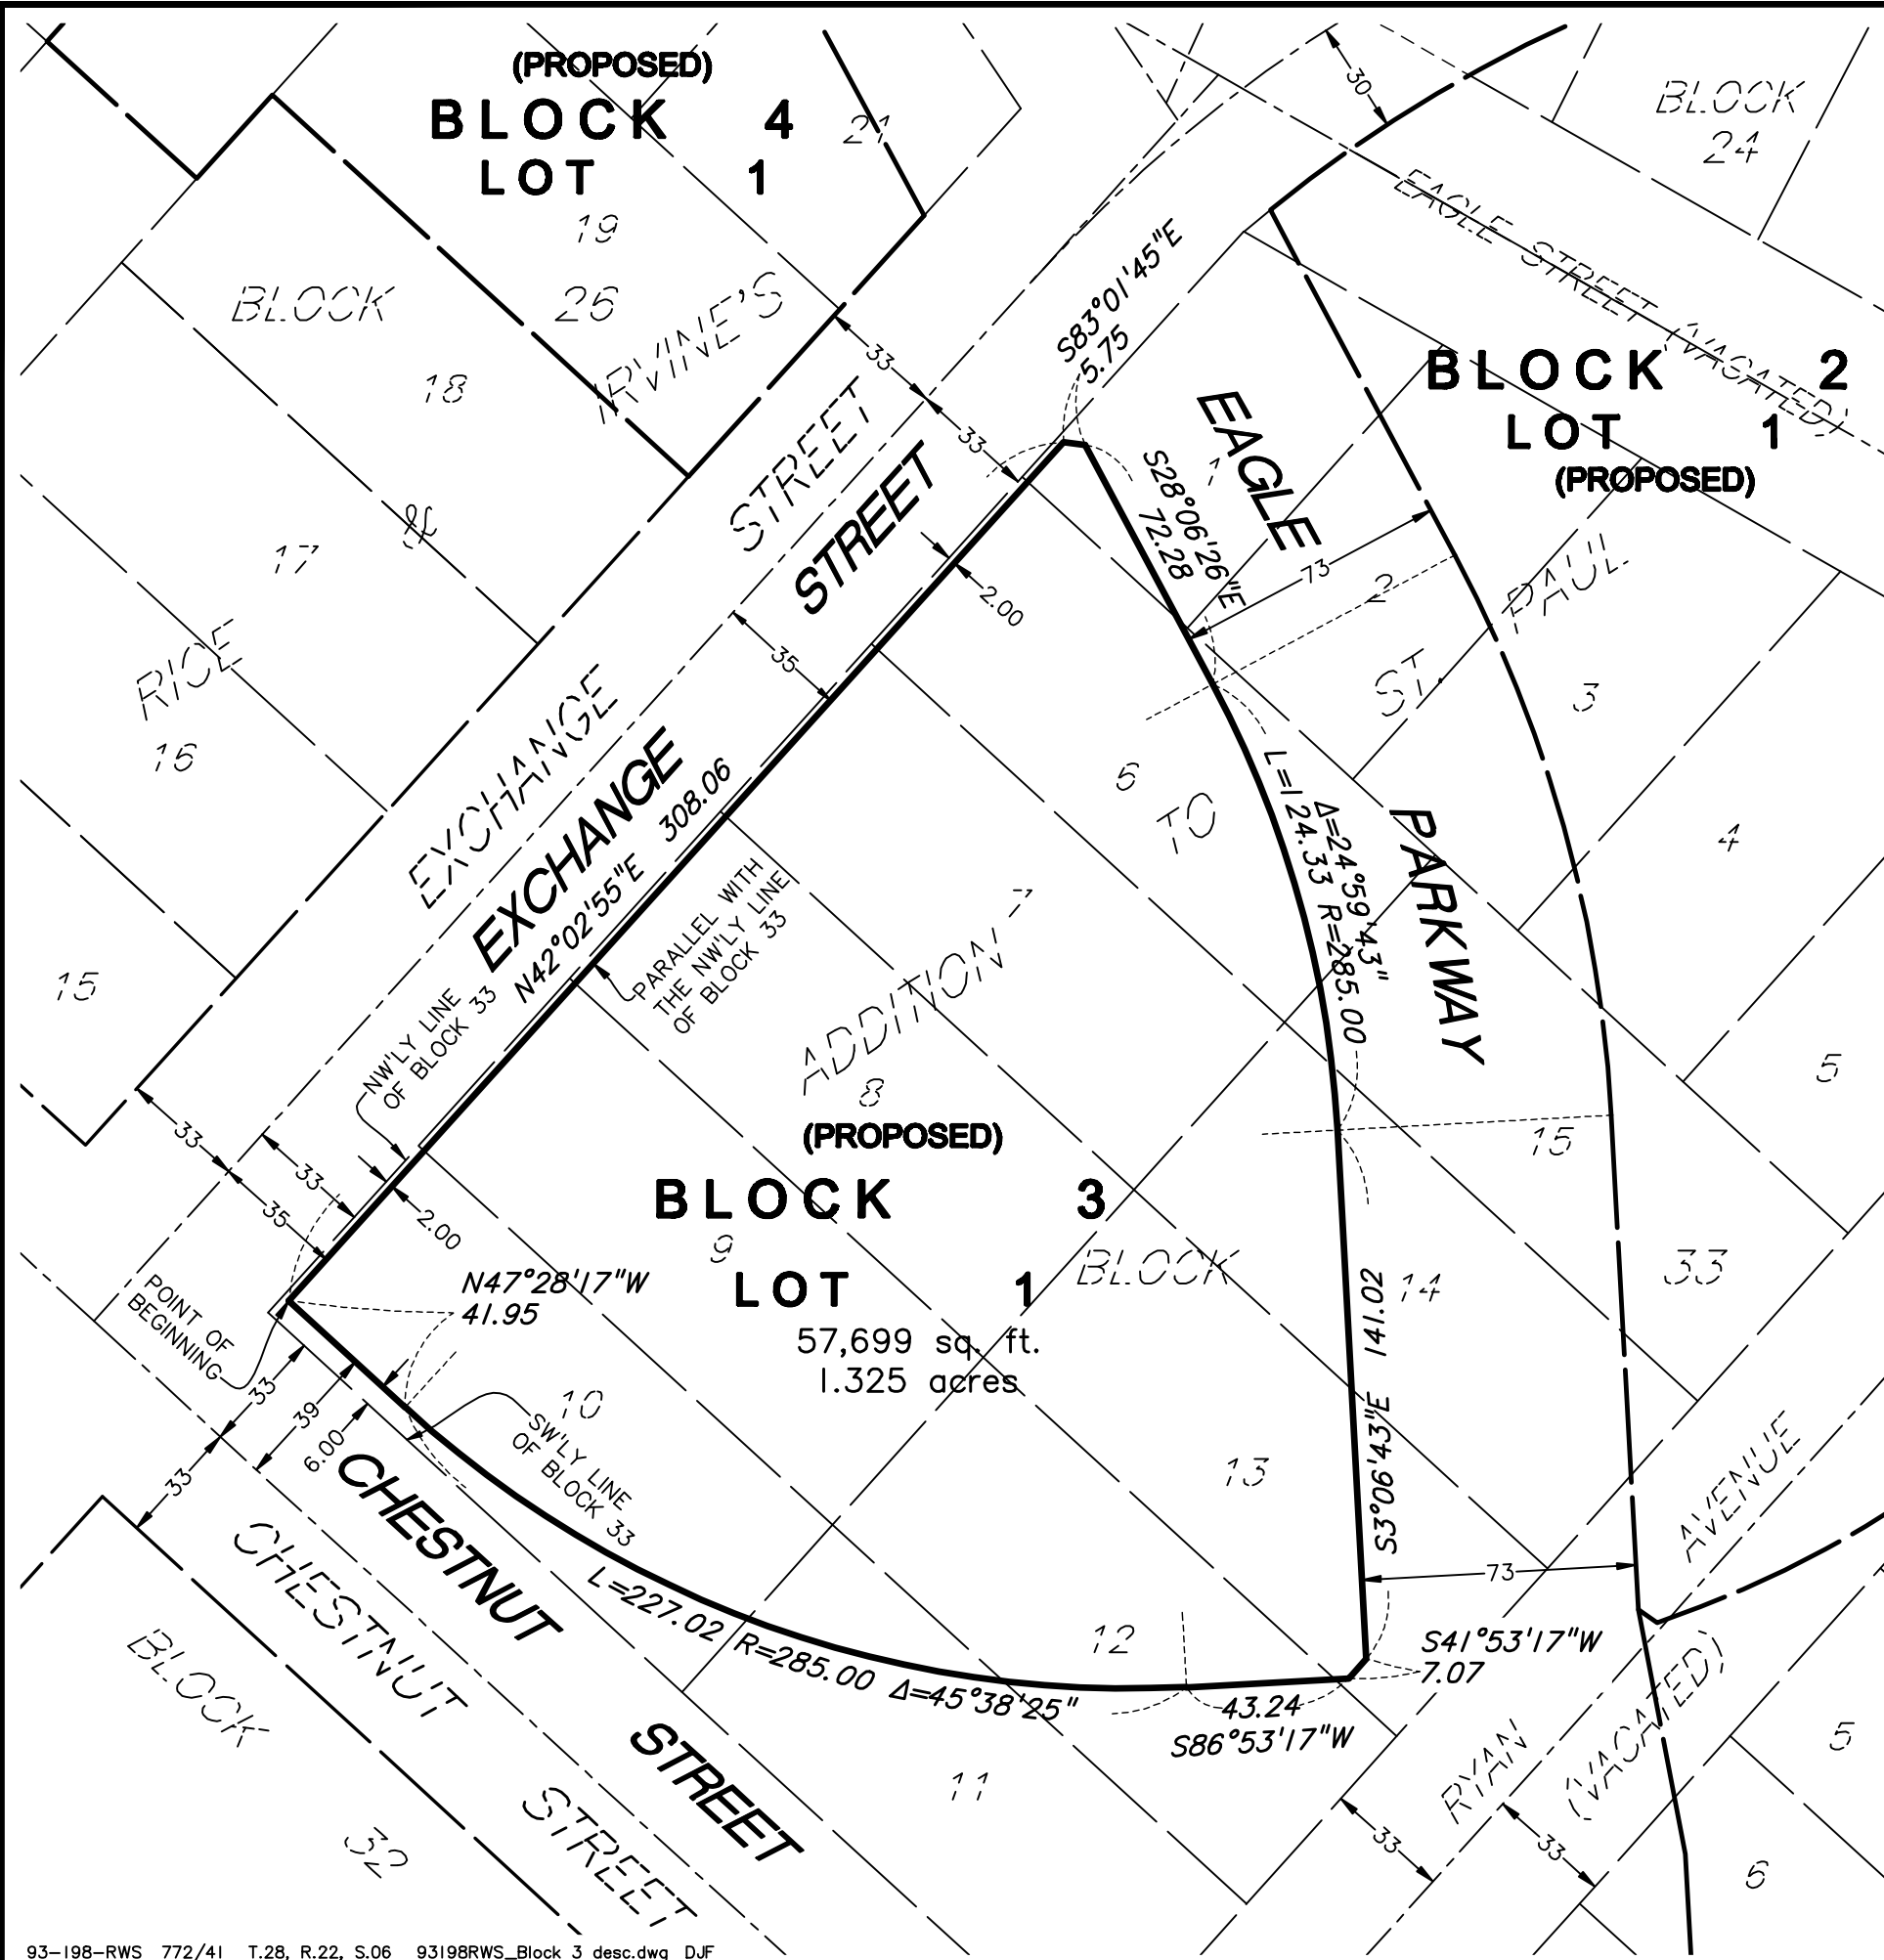 (PROPOSED)
BLOCK 4
LOT 1
21
19
BLOCK 26
18
IRVINE'S
17
&
RICE
16
15
30
BLOCK
24
EAGLE STREET (VACATED)
BLOCK 2
LOT 1
(PROPOSED)
S83°01'45"E
5.75
33
33
STREET
STREET
EXCHANGE
EXCHANGE
EAGLE
PARKWAY
1
S28°06'26"E
72.28
73
2
PAUL
ST.
3
4
5
2.00
35
6
TO
L=124.33 R=285.00
Δ=24°59'43"
N42°02'55"E 308.06
PARALLEL WITH
THE NW'LY LINE
OF BLOCK 33
NW'LY LINE
OF BLOCK 33
7
ADDITION
8
(PROPOSED)
BLOCK 3
9
LOT 1
57,699 sq. ft.
1.325 acres
BLOCK
33
15
14
33
33
35
33
2.00
N47°28'17"W
41.95
POINT OF
BEGINNING
33
39
6.00
33
10
SW'LY LINE
OF BLOCK 33
S3°06'43"E 141.02
13
12
11
73
AVENUE
RYAN
(VACATED)
CHESTNUT
STREET
CHESTNUT
STREET
BLOCK
32
L=227.02 R=285.00 Δ=45°38'25"
43.24
S86°53'17"W
S41°53'17"W
7.07
33
33
5
6
93-198-RWS 772/41 T.28, R.22, S.06 93198RWS_Block 3 desc.dwg DJF